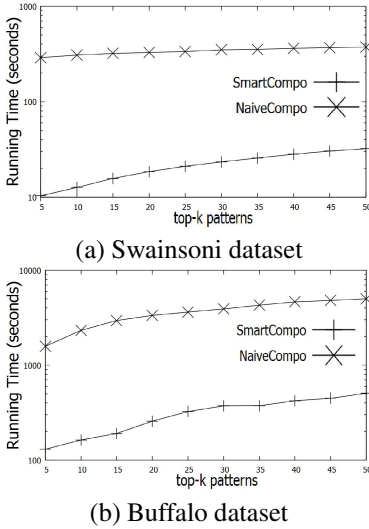 1000
100
10
Running Time (seconds)
SmartCompo
NaiveCompo
5 10 15 20 25 30 35 40 45 50
top-k patterns
(a) Swainsoni dataset
10000
1000
100
Running Time (seconds)
SmartCompo
NaiveCompo
5 10 15 20 25 30 35 40 45 50
top-k patterns
(b) Buffalo dataset